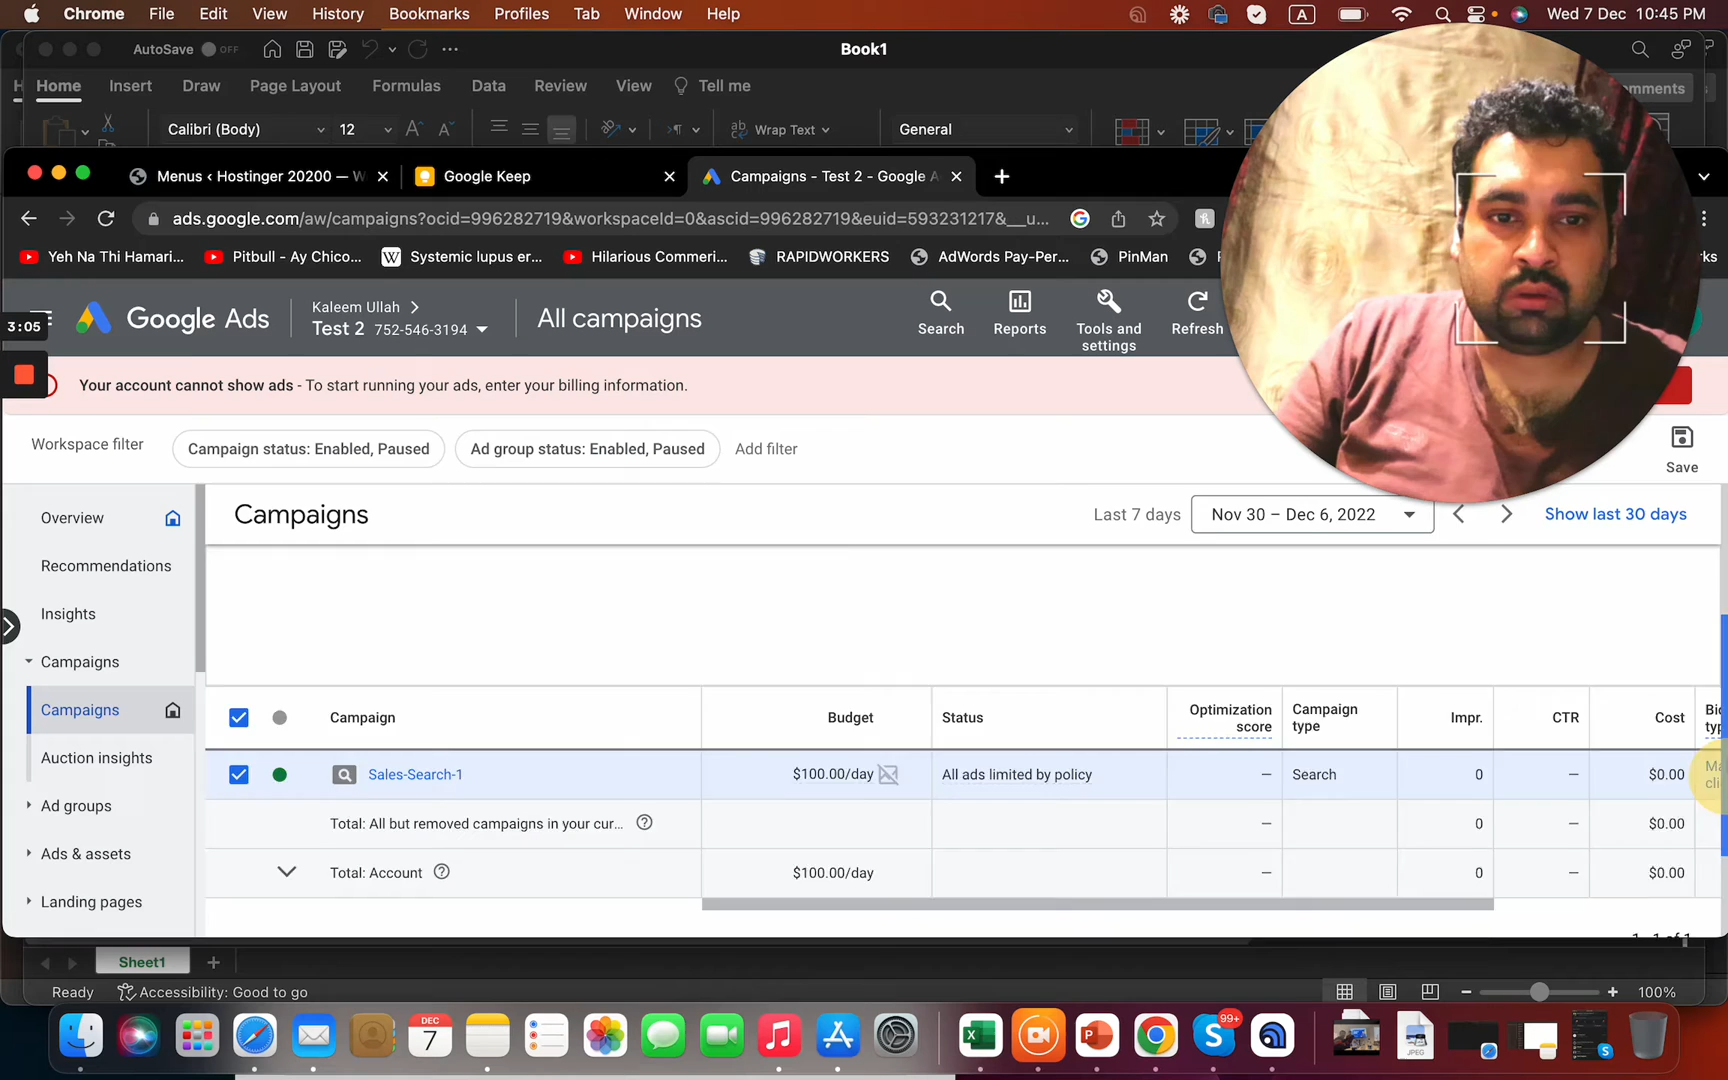 Chrome File Edit View History Bookmarks Profiles Tab Window Help A Wed 7 Dec 10:45 PM
AutoSave OFF ••• Book1
Home Insert Draw Page Layout Formulas Data Review View Tell me
Calibri (Body) 12 Wrap Text General
Menus ‹ Hostinger 20200 — W Google Keep Campaigns - Test 2 - Google A
ads.google.com/aw/campaigns?ocid=996282719&workspaceId=0&ascid=996282719&euid=593231217&__u...
Yeh Na Thi Hamari... Pitbull - Ay Chico... Systemic lupus er... Hilarious Commeri... RAPIDWORKERS AdWords Pay-Per... PinMan
3:05
Google Ads
Kaleem Ullah
Test 2 752-546-3194
All campaigns
Search Reports Tools and settings Refresh
Your account cannot show ads - To start running your ads, enter your billing information.
Workspace filter Campaign status: Enabled, Paused Ad group status: Enabled, Paused Add filter Save
Overview
Recommendations
Insights
Campaigns
Campaigns
Auction insights
Ad groups
Ads & assets
Landing pages
Campaigns Last 7 days Nov 30 – Dec 6, 2022 Show last 30 days
Campaign Budget Status Optimization score Campaign type Impr. CTR Cost
Sales-Search-1 $100.00/day All ads limited by policy — Search 0 — $0.00
Total: All but removed campaigns in your cur... — 0 — $0.00
Total: Account $100.00/day — 0 — $0.00
Sheet1
Ready Accessibility: Good to go 100%
DEC
7
99+
JPEG